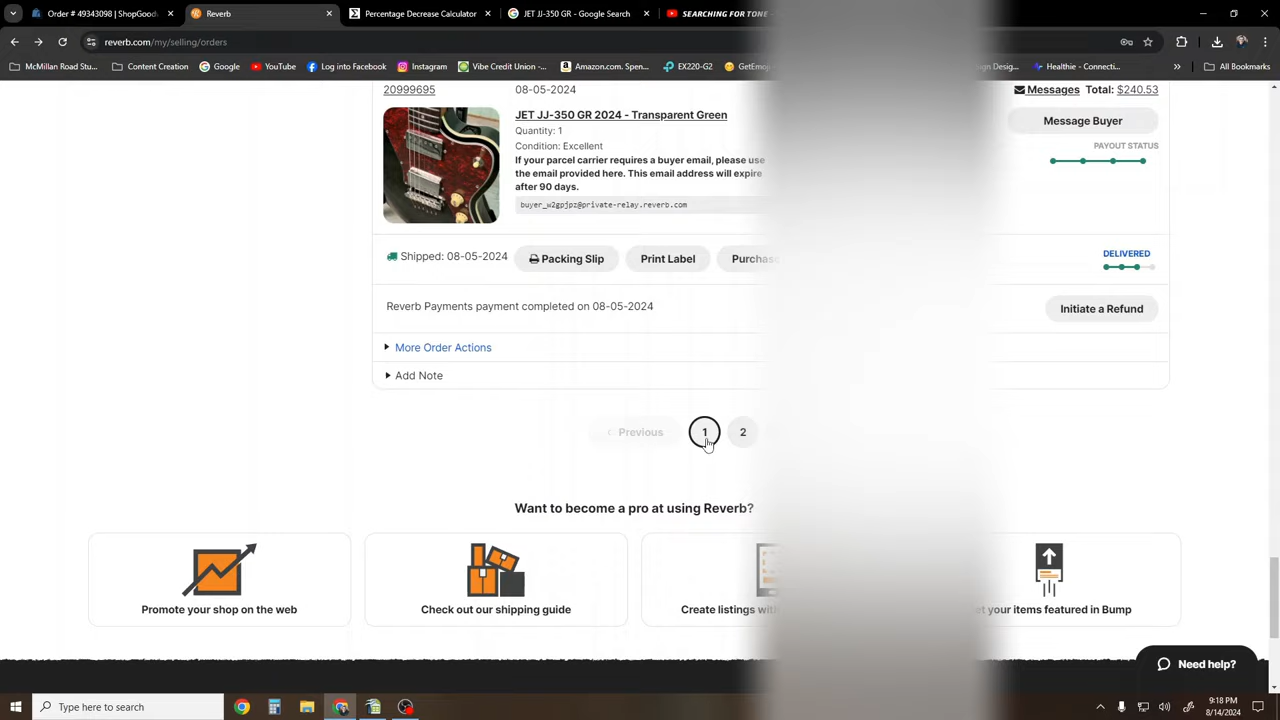 Order # 49343098 | ShopGood
Reverb
Percentage Decrease Calculator
JET JJ-350 GR - Google Search
SEARCHING FOR TONE -
reverb.com/my/selling/orders
McMillan Road Stu...
Content Creation
Google
YouTube
Log into Facebook
Instagram
Vibe Credit Union -...
Amazon.com. Spen...
EX220-G2
GetEmoji
ign Design...
Healthie - Connecti...
All Bookmarks
20999695
08-05-2024
Messages Total: $240.53
JET JJ-350 GR 2024 - Transparent Green
Message Buyer
Quantity: 1
Condition: Excellent
PAYOUT STATUS
If your parcel carrier requires a buyer email, please use
the email provided here. This email address will expire
after 90 days.
buyer_w2gpjpz@private-relay.reverb.com
Shipped: 08-05-2024
Packing Slip
Print Label
Purchas
DELIVERED
Reverb Payments payment completed on 08-05-2024
Initiate a Refund
More Order Actions
Add Note
Previous
1
2
Want to become a pro at using Reverb?
Promote your shop on the web
Check out our shipping guide
Create listings with
et your items featured in Bump
Need help?
Type here to search
9:18 PM
8/14/2024